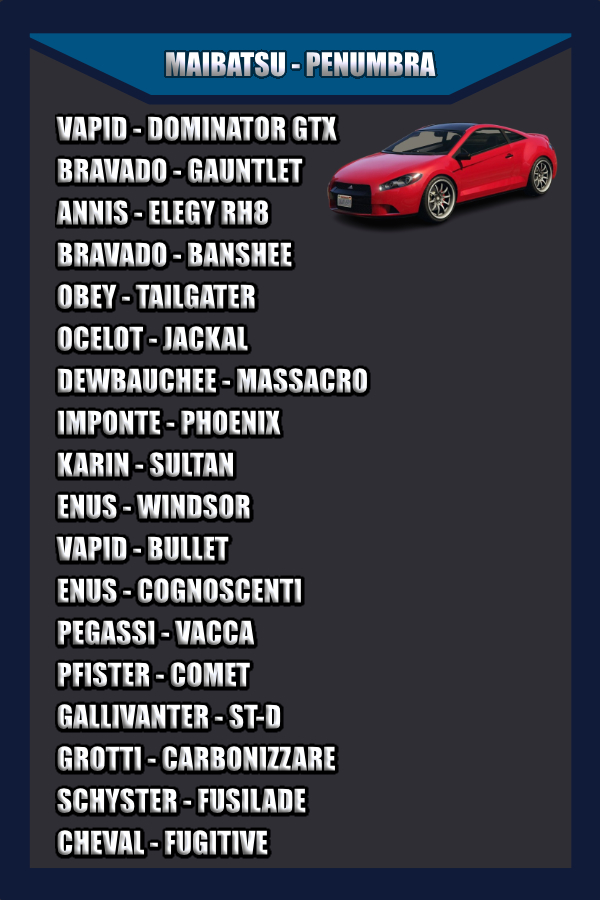 MAIBATSU - PENUMBRA
VAPID - DOMINATOR GTX
BRAVADO - GAUNTLET
ANNIS - ELEGY RH8
BRAVADO - BANSHEE
OBEY - TAILGATER
OCELOT - JACKAL
DEWBAUCHEE - MASSACRO
IMPONTE - PHOENIX
KARIN - SULTAN
ENUS - WINDSOR
VAPID - BULLET
ENUS - COGNOSCENTI
PEGASSI - VACCA
PFISTER - COMET
GALLIVANTER - ST-D
GROTTI - CARBONIZZARE
SCHYSTER - FUSILADE
CHEVAL - FUGITIVE